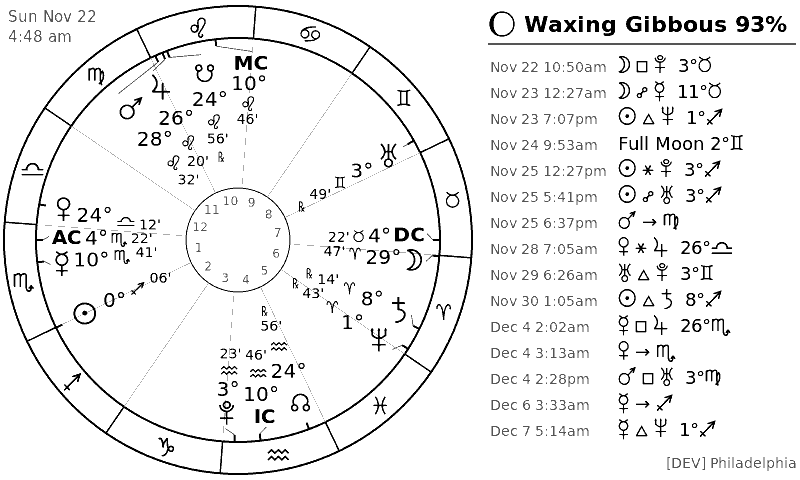 Sun Nov 22
4:48 am
MC
10°
♌
46'
☋
24°
♌
56'
℞
♃
26°
♌
20'
♂
28°
♌
32'
♅ 3° ♊ 49' ℞
♀ 24° ♎ 12'
AC 4° ♏ 22'
☿ 10° ♏ 41'
☉ 0° ♐ 06'
22' ♉ 4° DC
47' ♈ 29° ☽
℞ 14' ♈ 8° ♄
℞ 43' ♈ 1° ♆
℞
56'
♒
24°
☊
46'
♒
10°
IC
23'
♒
3°
♇
1
2
3
4
5
6
7
8
9
10
11
12
♌
♋
♊
♉
♈
♓
♒
♑
♐
♏
♎
♍
Waxing Gibbous 93%
Nov 22 10:50am ☽ □ ♇ 3°♉
Nov 23 12:27am ☽ ☍ ☿ 11°♉
Nov 23 7:07pm ☉ △ ♆ 1°♐
Nov 24 9:53am Full Moon 2°♊
Nov 25 12:27pm ☉ ⚹ ♇ 3°♐
Nov 25 5:41pm ☉ ☍ ♅ 3°♐
Nov 25 6:37pm ♂ → ♍
Nov 28 7:05am ♀ ⚹ ♃ 26°♎
Nov 29 6:26am ♅ △ ♇ 3°♊
Nov 30 1:05am ☉ △ ♄ 8°♐
Dec 4 2:02am ☿ □ ♃ 26°♏
Dec 4 3:13am ♀ → ♏
Dec 4 2:28pm ♂ □ ♅ 3°♍
Dec 6 3:33am ☿ → ♐
Dec 7 5:14am ☿ △ ♆ 1°♐
[DEV] Philadelphia